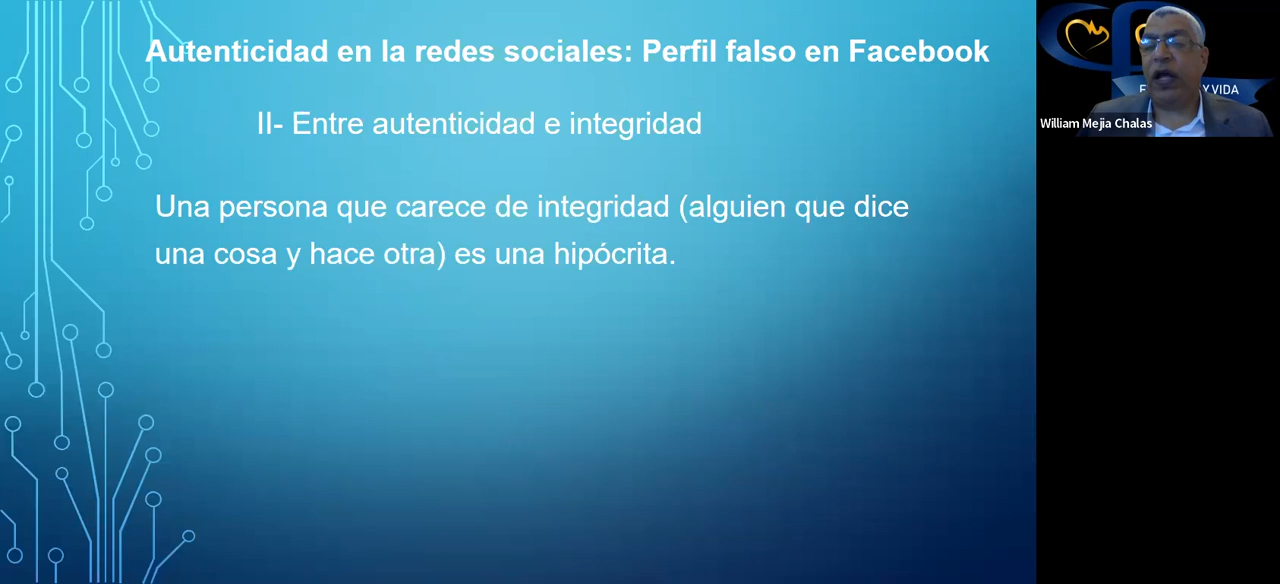 Autenticidad en la redes sociales: Perfil falso en Facebook
II- Entre autenticidad e integridad
Una persona que carece de integridad (alguien que dice
una cosa y hace otra) es una hipócrita.
Y VIDA
William Mejia Chalas